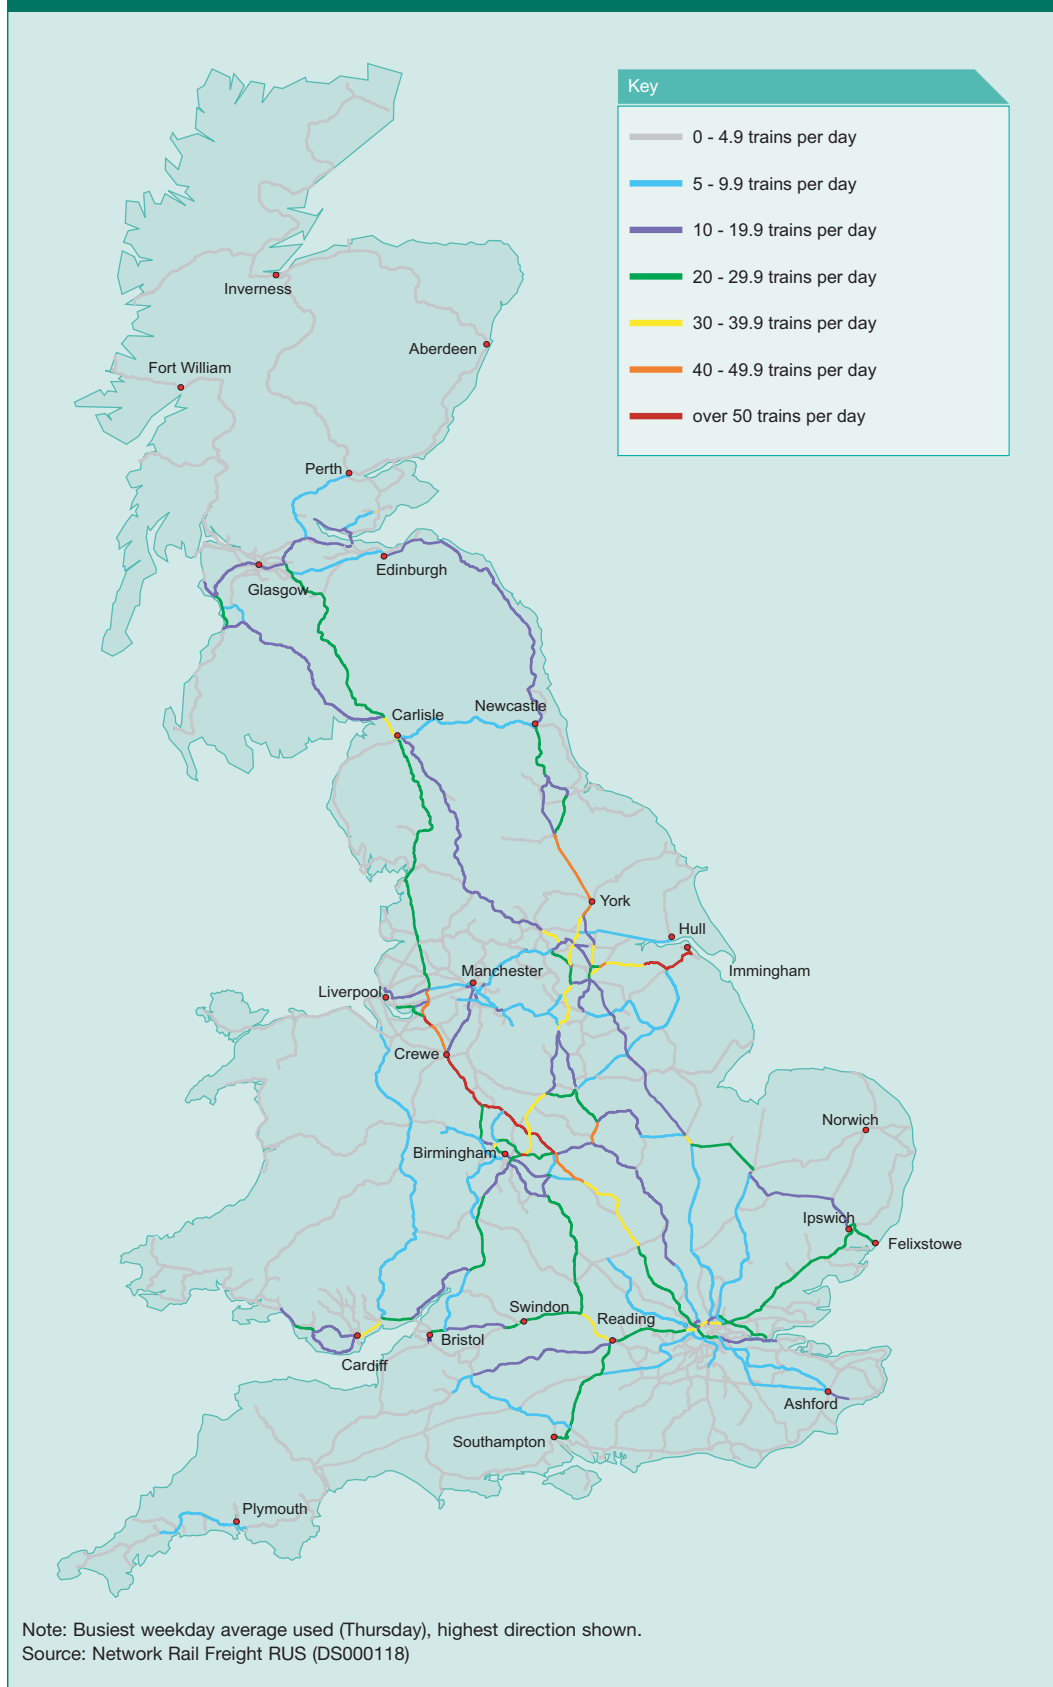 Key
0 - 4.9 trains per day
5 - 9.9 trains per day
10 - 19.9 trains per day
20 - 29.9 trains per day
30 - 39.9 trains per day
40 - 49.9 trains per day
over 50 trains per day
Inverness
Aberdeen
Fort William
Perth
Edinburgh
Glasgow
Newcastle
Carlisle
York
Hull
Manchester
Immingham
Liverpool
Crewe
Norwich
Birmingham
Ipswich
Felixstowe
Swindon
Reading
Bristol
Cardiff
Ashford
Southampton
Plymouth
Note: Busiest weekday average used (Thursday), highest direction shown.
Source: Network Rail Freight RUS (DS000118)